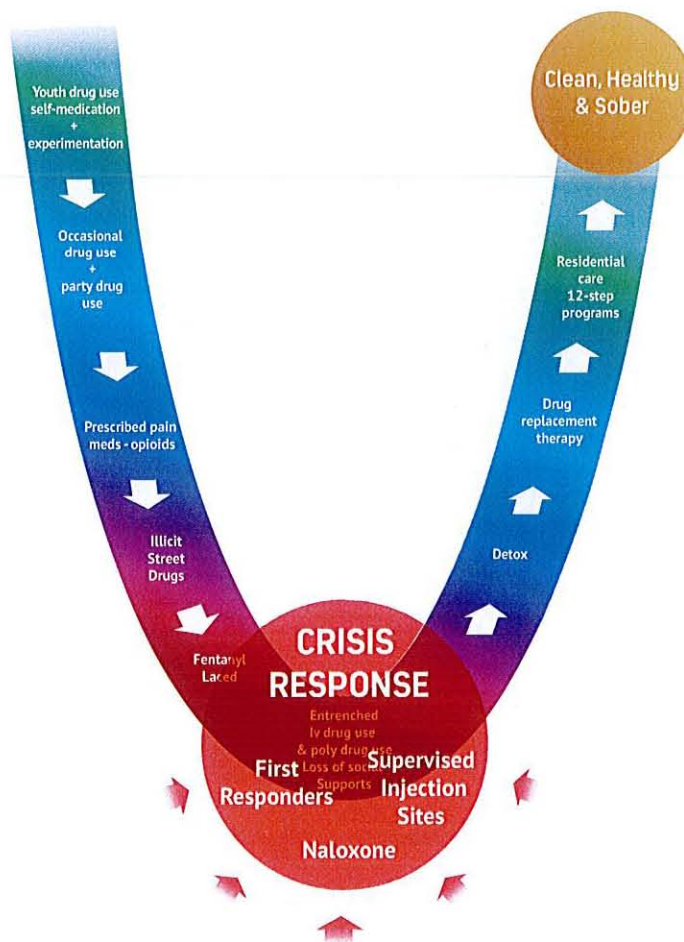 Youth drug use
self-medication
+
experimentation
Occasional
drug use
+
party drug
use
Prescribed pain
meds - opioids
Illicit
Street
Drugs
Fentanyl
Laced
CRISIS
RESPONSE
Entrenched
Iv drug use
& poly drug use
Loss of social
Supports
First
Responders
Supervised
Injection
Sites
Naloxone
Detox
Drug
replacement
therapy
Residential
care
12-step
programs
Clean, Healthy
& Sober